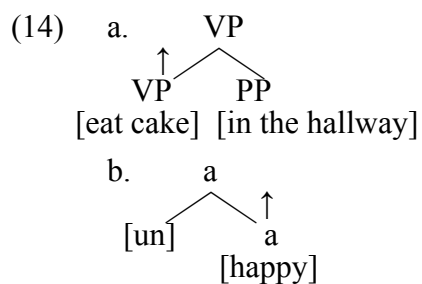 (14) a. VP
↑
VP PP
[eat cake] [in the hallway]
b. a
↑
[un] a
[happy]